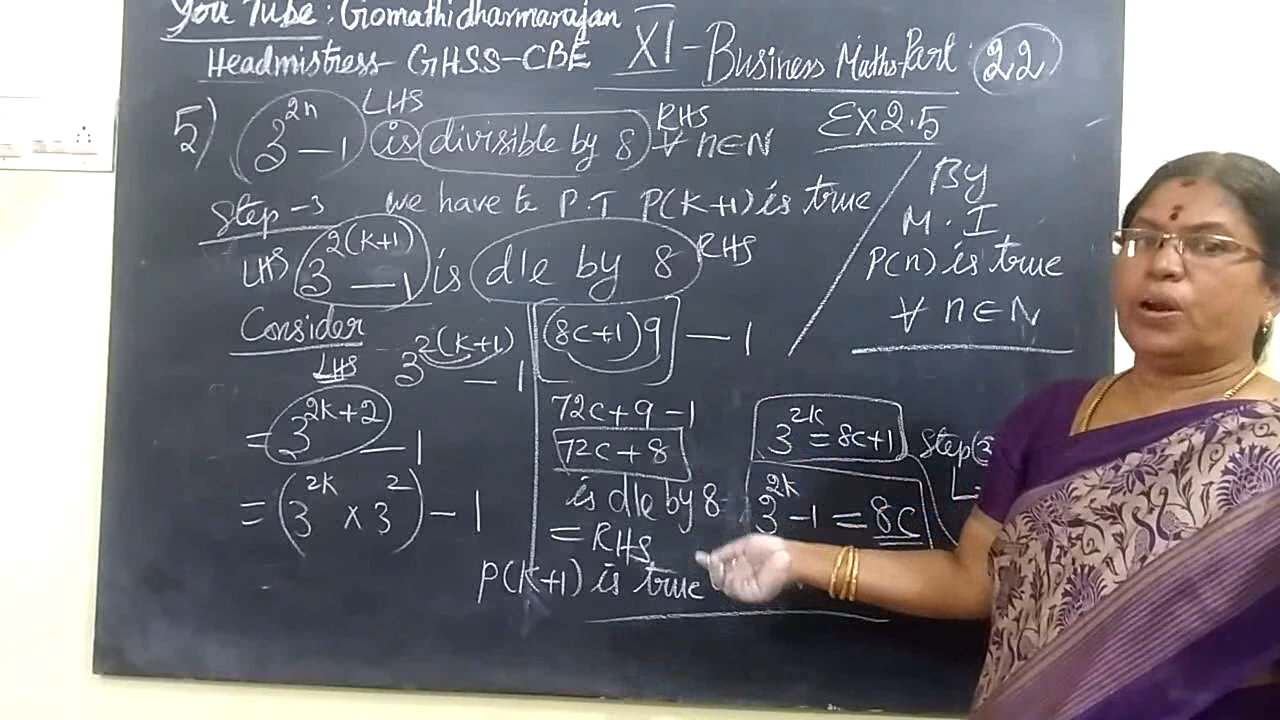 You Tube : Gomathidharmarajan
Headmistress GHSS-CBE
XI - Business Maths Part : 22
5) 3^{2n} - 1 is divisible by 8 ∀ n∈N
LHS
RHS
Ex 2.5
Step -3 we have to P.T P(K+1) is true
LHS 3^{2(K+1)} - 1 is dle by 8 RHS
Consider
LHS 3^{2(K+1)} - 1
= 3^{2K+2} - 1
= (3^{2K} × 3^2) - 1
[(8c+1)9] - 1
72c + 9 - 1
72c + 8
is dle by 8
= RHS
P(K+1) is true
By
M. I
P(n) is true
∀ n∈N
3^{2K} = 8c+1
Step(2
3^{2K} - 1 = 8c